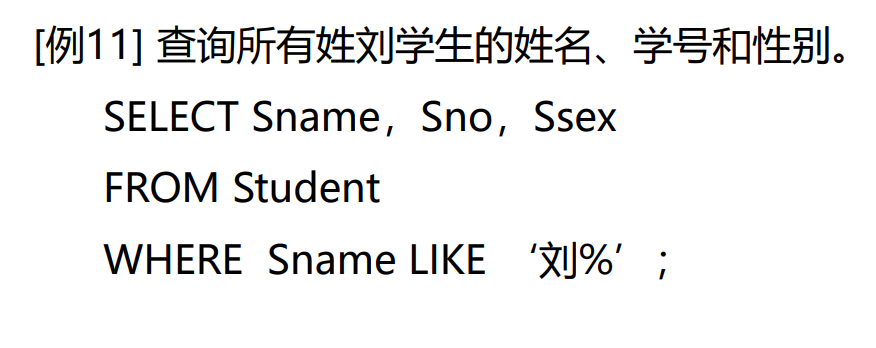 [例11] 查询所有姓刘学生的姓名、学号和性别。
SELECT Sname，Sno，Ssex
FROM Student
WHERE Sname LIKE ‘刘%’；